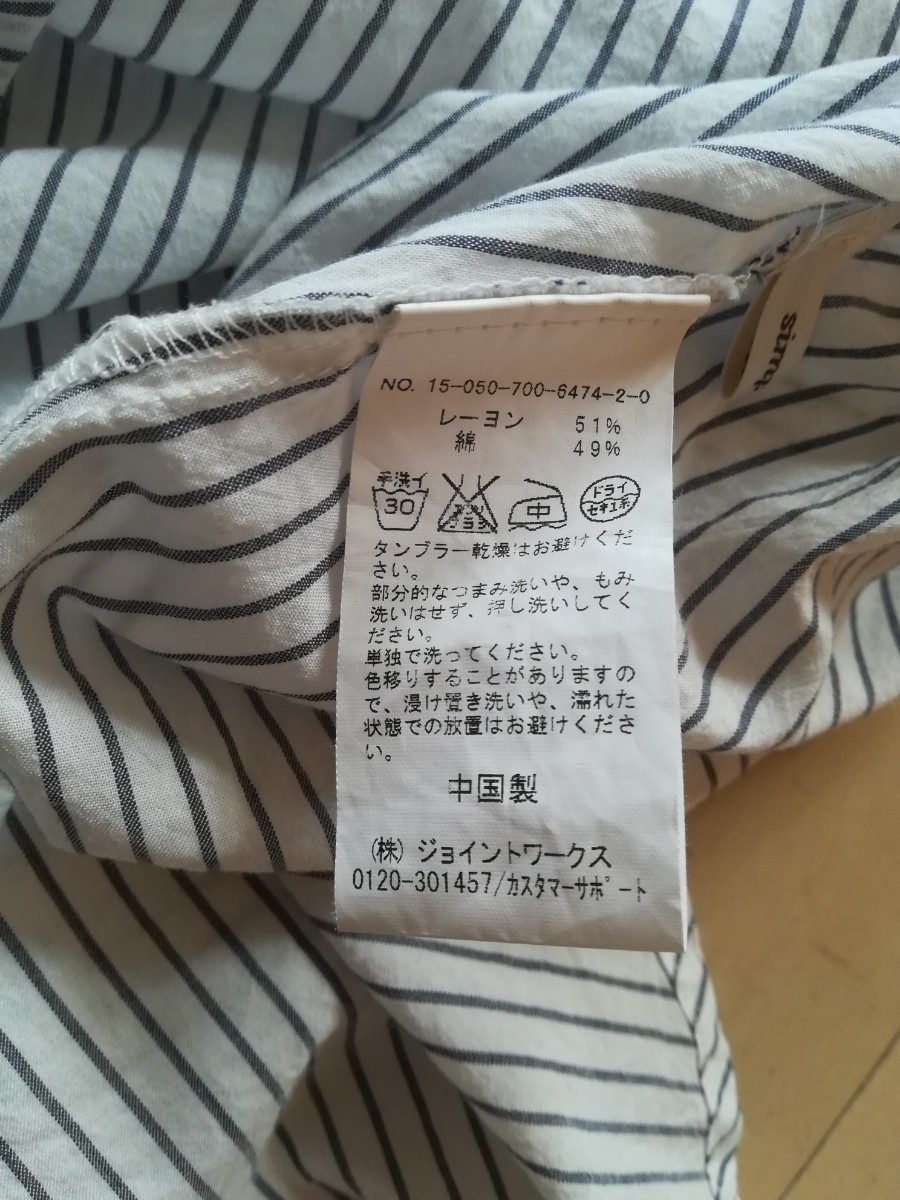 NO. 15-050-700-6474-2-0
レーヨン 51%
綿 49%
手洗イ
30
エンソ
サラシ
中
ドライ
セキユ系
タンブラー乾燥はお避けくだ
さい。
部分的なつまみ洗いや、もみ
洗いはせず、押し洗いしてく
ださい。
単独で洗ってください。
色移りすることがありますの
で、浸け置き洗いや、濡れた
状態での放置はお避けくださ
い。
中国製
(株)ジョイントワークス
0120-301457/カスタマーサポート